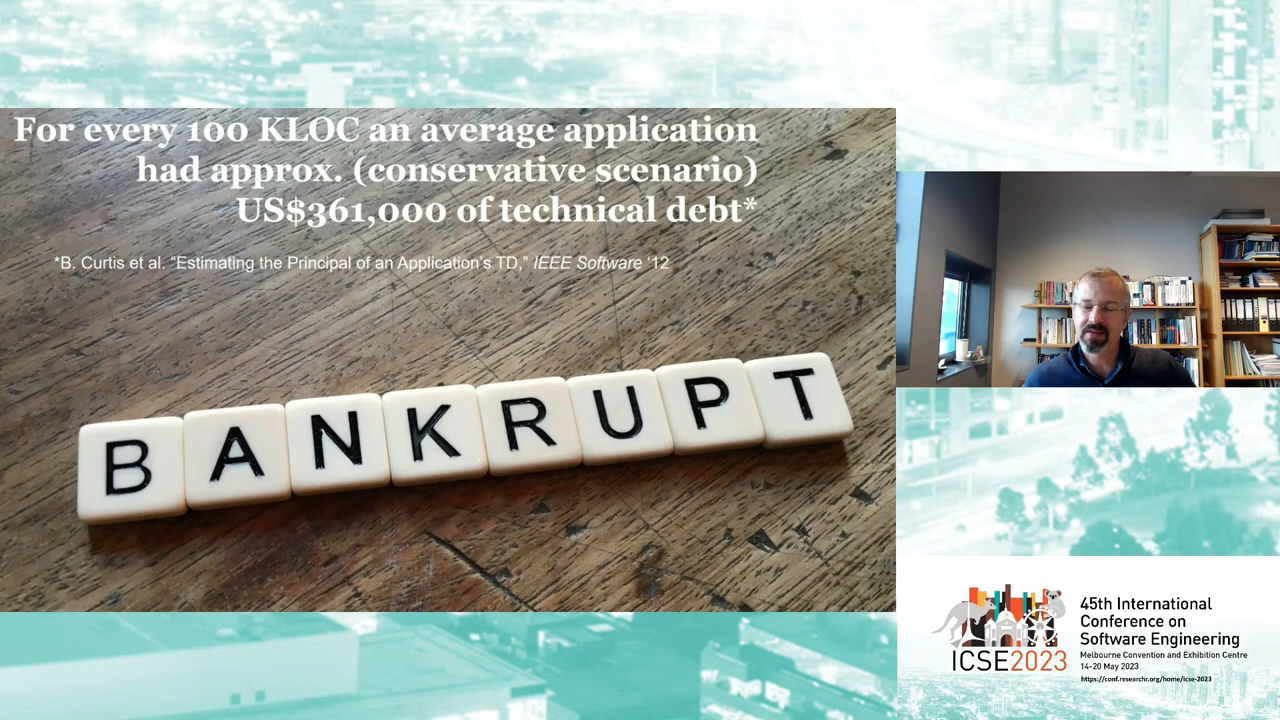 For every 100 KLOC an average application
had approx. (conservative scenario)
US$361,000 of technical debt*
*B. Curtis et al. “Estimating the Principal of an Application’s TD,” IEEE Software ‘12
BANKRUPT
ICSE2023
45th International
Conference on
Software Engineering
Melbourne Convention and Exhibition Centre
14-20 May 2023
https://conf.researchr.org/home/icse-2023